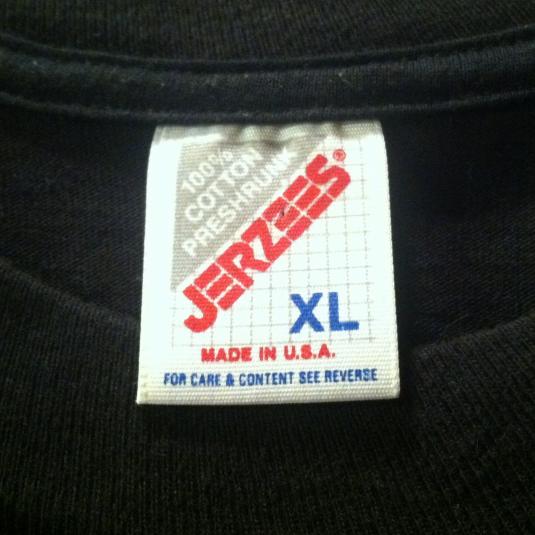 100%
COTTON
PRESHRUNK
JERZEES®
XL
MADE IN U.S.A.
FOR CARE & CONTENT SEE REVERSE